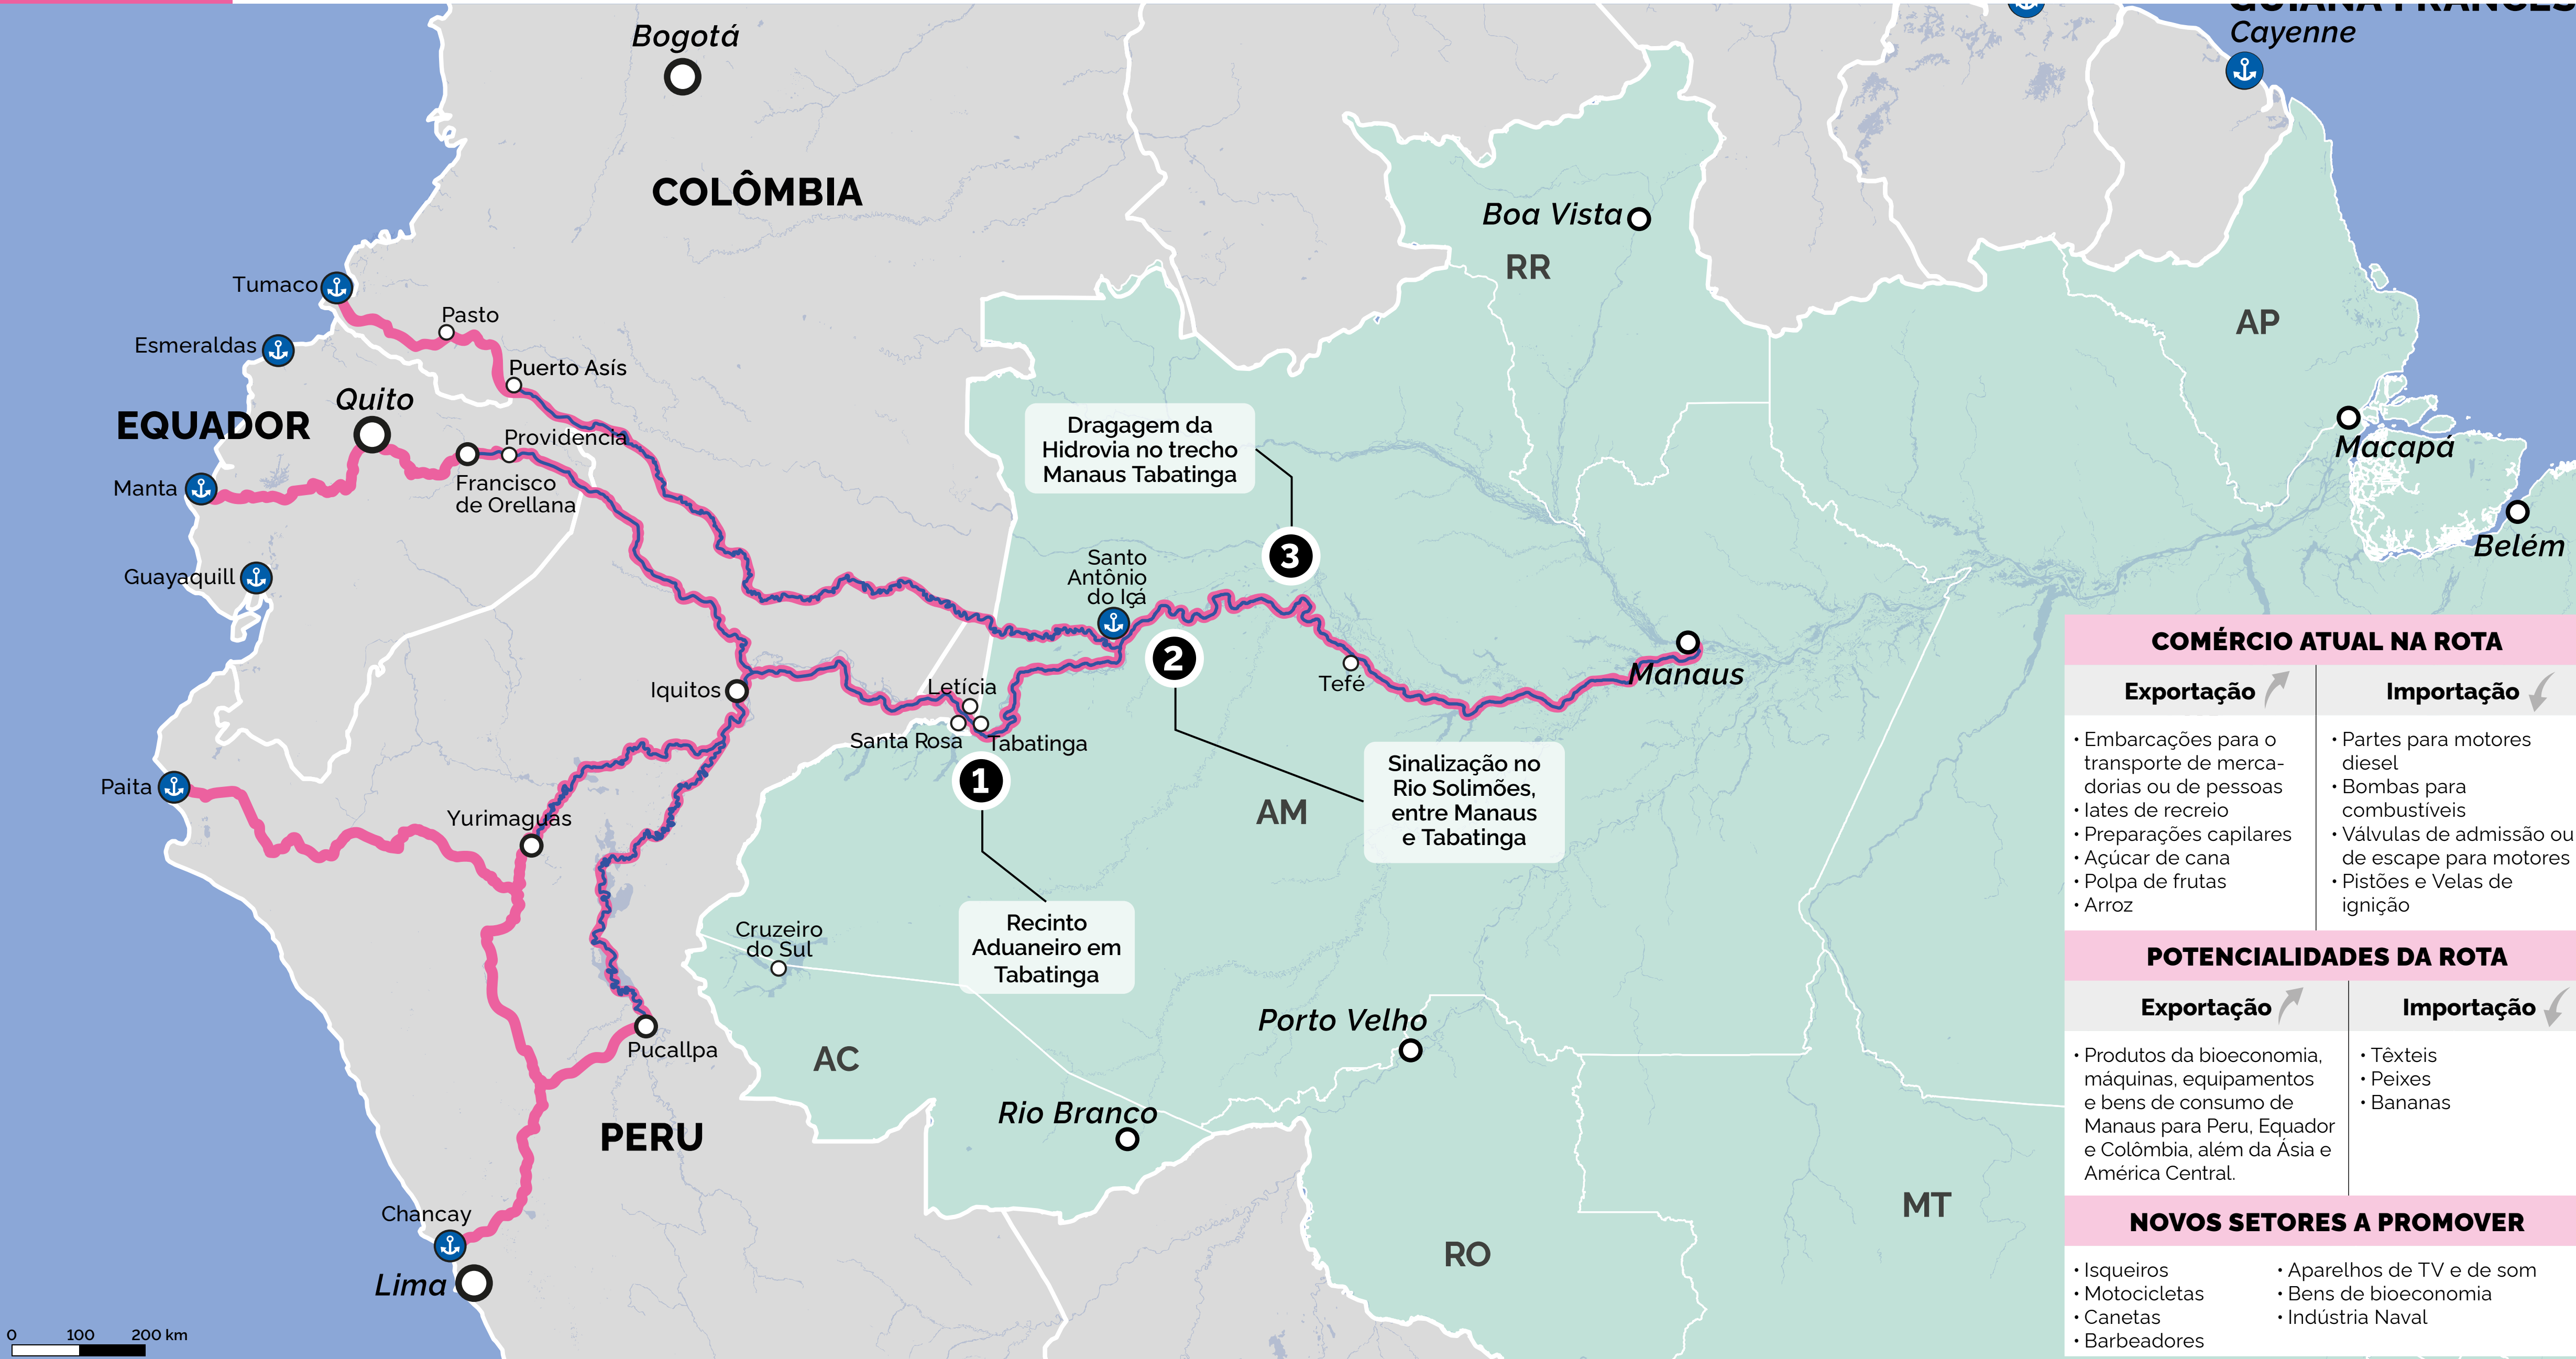 GUIANA FRANCES
Cayenne
Bogotá
COLÔMBIA
Boa Vista
RR
AP
Tumaco
Pasto
Esmeraldas
Puerto Asís
Quito
EQUADOR
Providencia
Manta
Francisco
de Orellana
Guayaquill
Macapá
Belém
Dragagem da
Hidrovia no trecho
Manaus Tabatinga
3
Santo
Antônio
do Içá
2
Tefé
Manaus
Iquitos
Letícia
Santa Rosa
Tabatinga
1
Paita
Yurimaguas
AM
Sinalização no
Rio Solimões,
entre Manaus
e Tabatinga
Recinto
Aduaneiro em
Tabatinga
Cruzeiro
do Sul
Porto Velho
Pucallpa
AC
Rio Branco
PERU
MT
RO
Chancay
Lima
0 100 200 km
COMÉRCIO ATUAL NA ROTA
Exportação
• Embarcações para o
transporte de merca-
dorias ou de pessoas
• Iates de recreio
• Preparações capilares
• Açúcar de cana
• Polpa de frutas
• Arroz
Importação
• Partes para motores
diesel
• Bombas para
combustíveis
• Válvulas de admissão ou
de escape para motores
• Pistões e Velas de
ignição
POTENCIALIDADES DA ROTA
Exportação
• Produtos da bioeconomia,
máquinas, equipamentos
e bens de consumo de
Manaus para Peru, Equador
e Colômbia, além da Ásia e
América Central.
Importação
• Têxteis
• Peixes
• Bananas
NOVOS SETORES A PROMOVER
• Isqueiros
• Motocicletas
• Canetas
• Barbeadores
• Aparelhos de TV e de som
• Bens de bioeconomia
• Indústria Naval